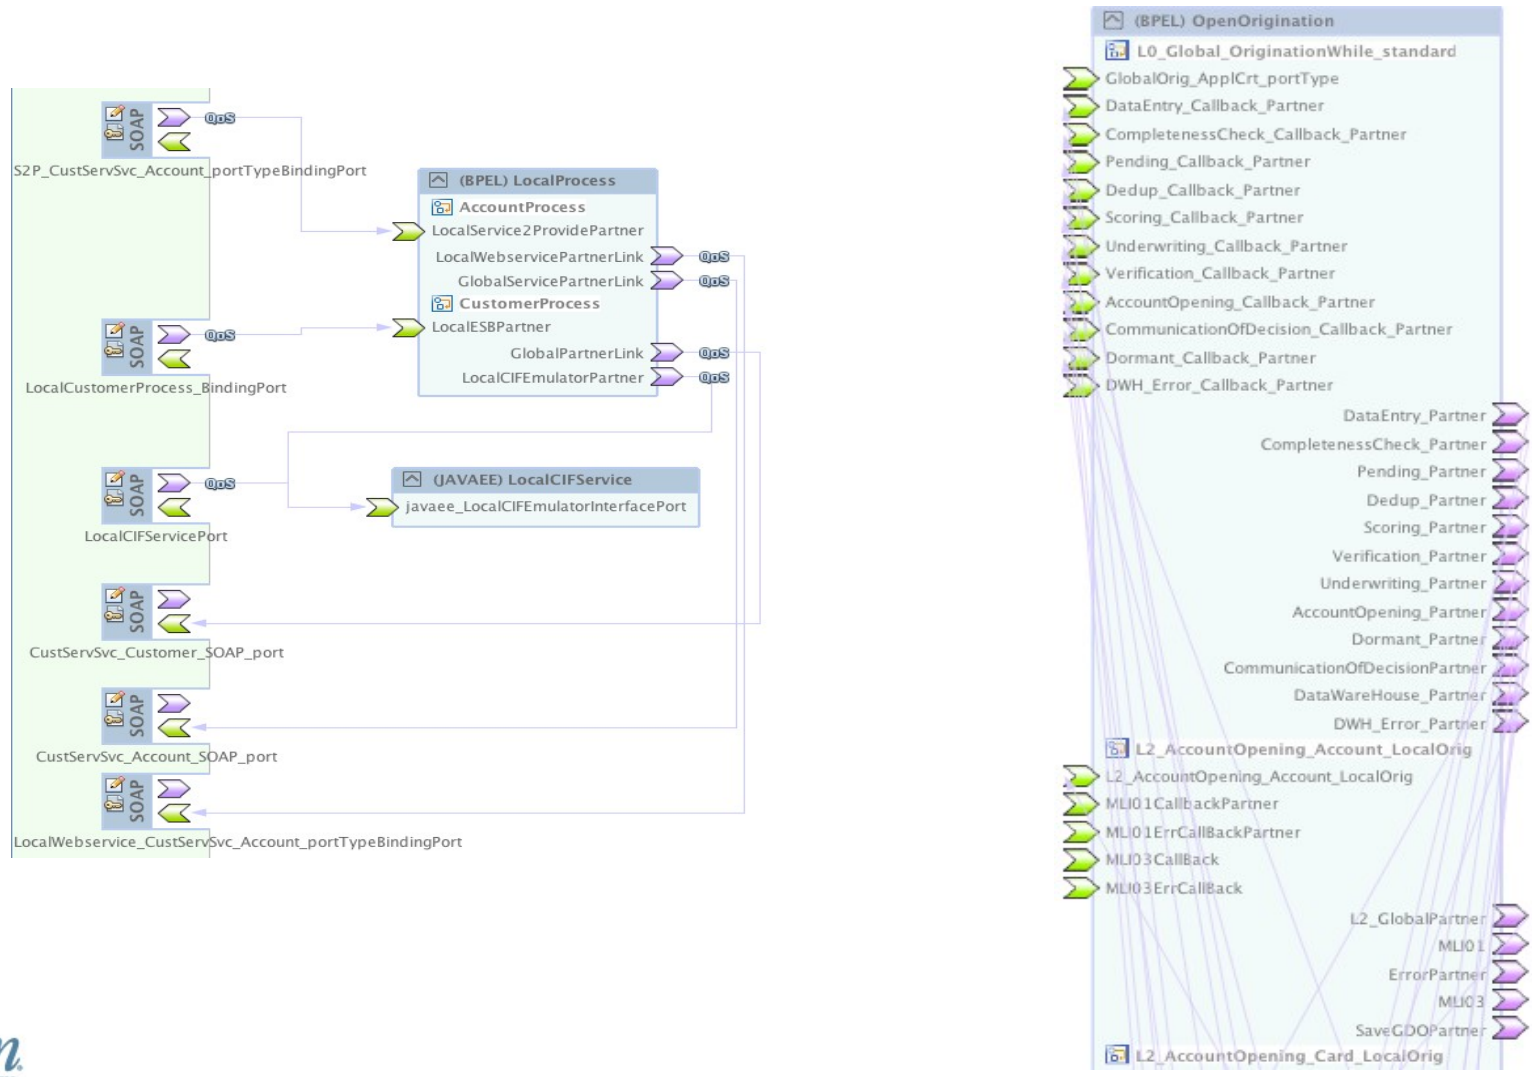 SOAP
QoS
S2P_CustServSvc_Account_portTypeBindingPort
SOAP
QoS
LocalCustomerProcess_BindingPort
SOAP
QoS
LocalCIFServicePort
SOAP
CustServSvc_Customer_SOAP_port
SOAP
CustServSvc_Account_SOAP_port
SOAP
LocalWebservice_CustServSvc_Account_portTypeBindingPort
(BPEL) LocalProcess
AccountProcess
LocalService2ProvidePartner
LocalWebservicePartnerLink QoS
GlobalServicePartnerLink QoS
CustomerProcess
LocalESBPartner
GlobalPartnerLink QoS
LocalCIFEmulatorPartner QoS
(JAVAEE) LocalCIFService
javaee_LocalCIFEmulatorInterfacePort
(BPEL) OpenOrigination
L0_Global_OriginationWhile_standard
GlobalOrig_ApplCrt_portType
DataEntry_Callback_Partner
CompletenessCheck_Callback_Partner
Pending_Callback_Partner
Dedup_Callback_Partner
Scoring_Callback_Partner
Underwriting_Callback_Partner
Verification_Callback_Partner
AccountOpening_Callback_Partner
CommunicationOfDecision_Callback_Partner
Dormant_Callback_Partner
DWH_Error_Callback_Partner
DataEntry_Partner
CompletenessCheck_Partner
Pending_Partner
Dedup_Partner
Scoring_Partner
Verification_Partner
Underwriting_Partner
AccountOpening_Partner
Dormant_Partner
CommunicationOfDecisionPartner
DataWareHouse_Partner
DWH_Error_Partner
L2_AccountOpening_Account_LocalOrig
L2_AccountOpening_Account_LocalOrig
MLI01CallbackPartner
MLI01ErrCallBackPartner
MLI03CallBack
MLI03ErrCallBack
L2_GlobalPartner
MLI01
ErrorPartner
MLI03
SaveGDOPartner
L2_AccountOpening_Card_LocalOrig